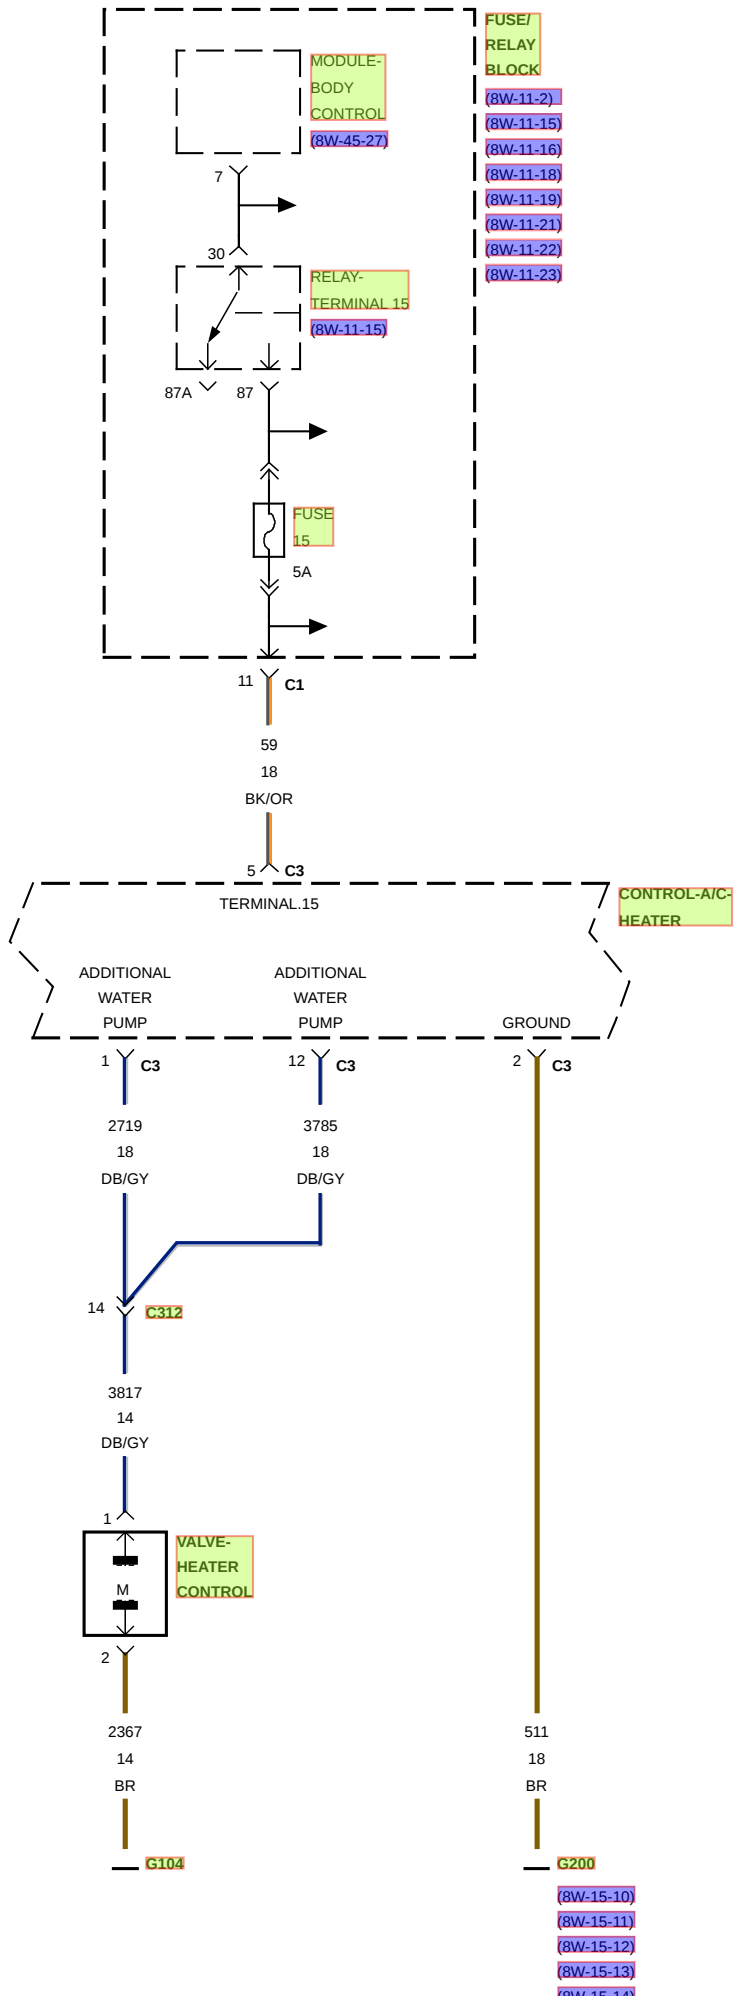 FUSE/
RELAY
BLOCK
(8W-11-2)
(8W-11-15)
(8W-11-16)
(8W-11-18)
(8W-11-19)
(8W-11-21)
(8W-11-22)
(8W-11-23)
MODULE-
BODY
CONTROL
(8W-45-27)
7
30
RELAY-
TERMINAL 15
(8W-11-15)
87A
87
FUSE
15
5A
11
C1
59
18
BK/OR
5
C3
TERMINAL.15
CONTROL-A/C-
HEATER
ADDITIONAL
WATER
PUMP
ADDITIONAL
WATER
PUMP
GROUND
1
C3
12
C3
2
C3
2719
18
DB/GY
3785
18
DB/GY
14
C312
3817
14
DB/GY
1
VALVE-
HEATER
CONTROL
M
2
2367
14
BR
511
18
BR
G104
G200
(8W-15-10)
(8W-15-11)
(8W-15-12)
(8W-15-13)
(8W-15-14)